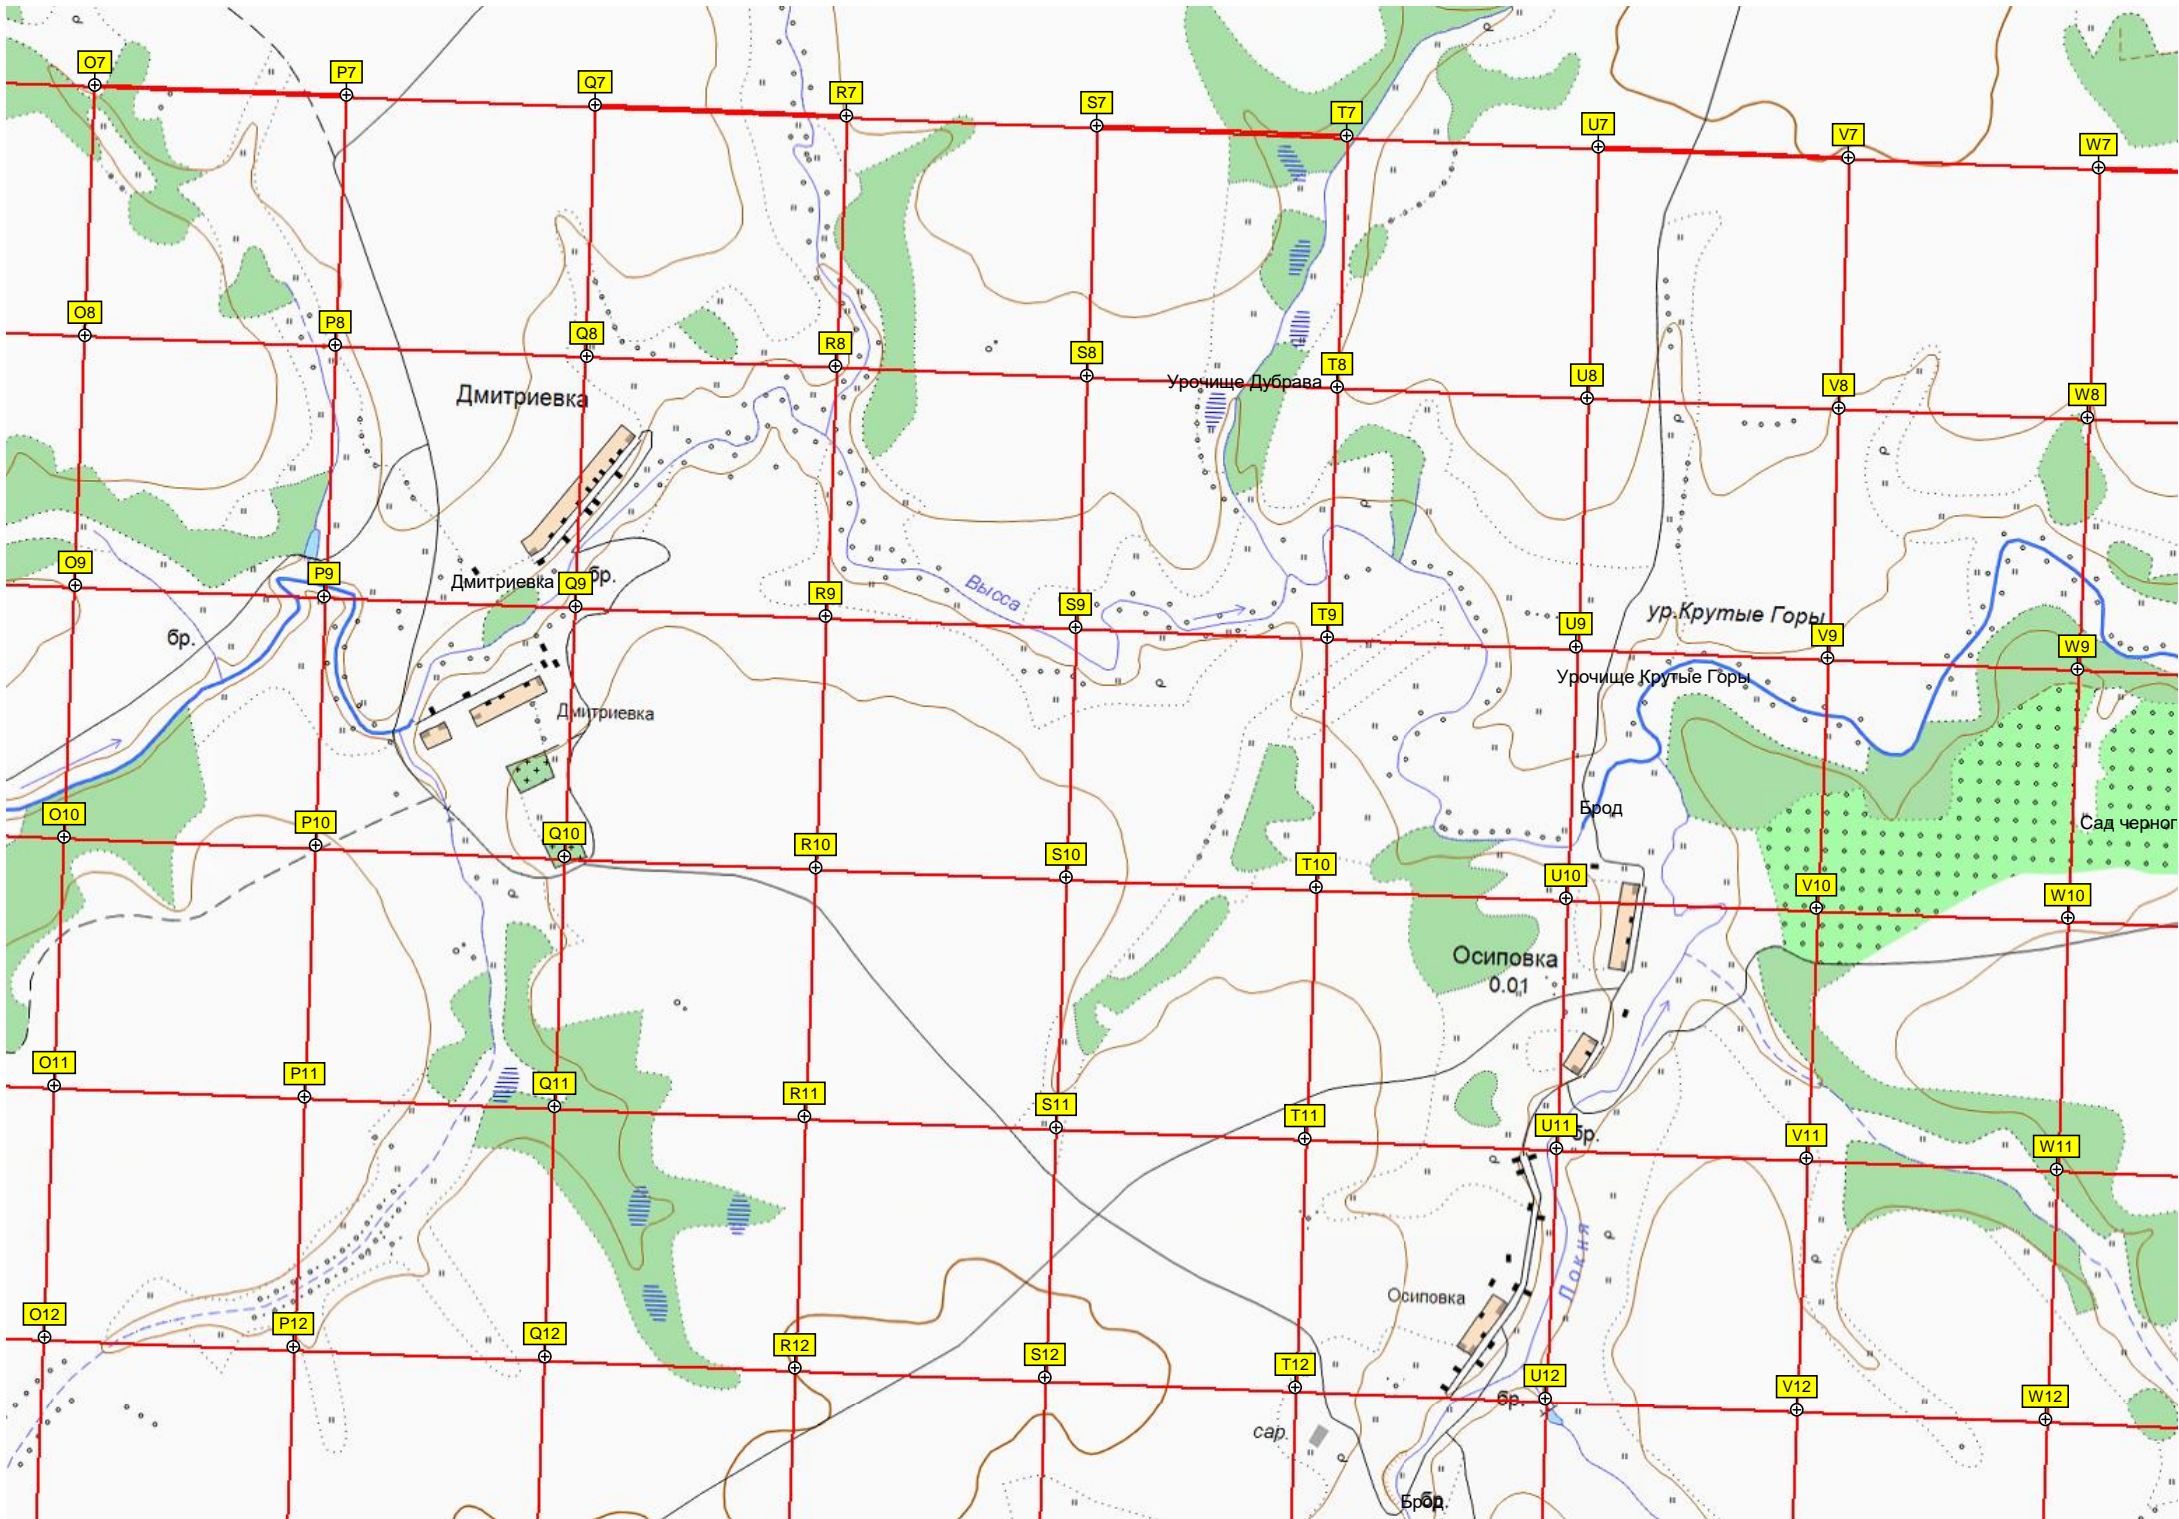 O7
P7
Q7
R7
S7
T7
U7
V7
W7
O8
P8
Q8
R8
S8
T8
U8
V8
W8
Урочище Дубрава
Дмитриевка
O9
P9
Дмитриевка
Q9
бр.
R9
Высса
S9
T9
U9
ур.Крутые Горы
V9
W9
бр.
Урочище Крутые Горы
Дмитриевка
Брод
Сад черног
O10
P10
Q10
R10
S10
T10
U10
V10
W10
Осиповка
0.01
O11
P11
Q11
R11
S11
T11
U11
бр.
V11
W11
Локня
Осиповка
O12
P12
Q12
R12
S12
T12
U12
V12
W12
бр.
сар.
Брод
бр.